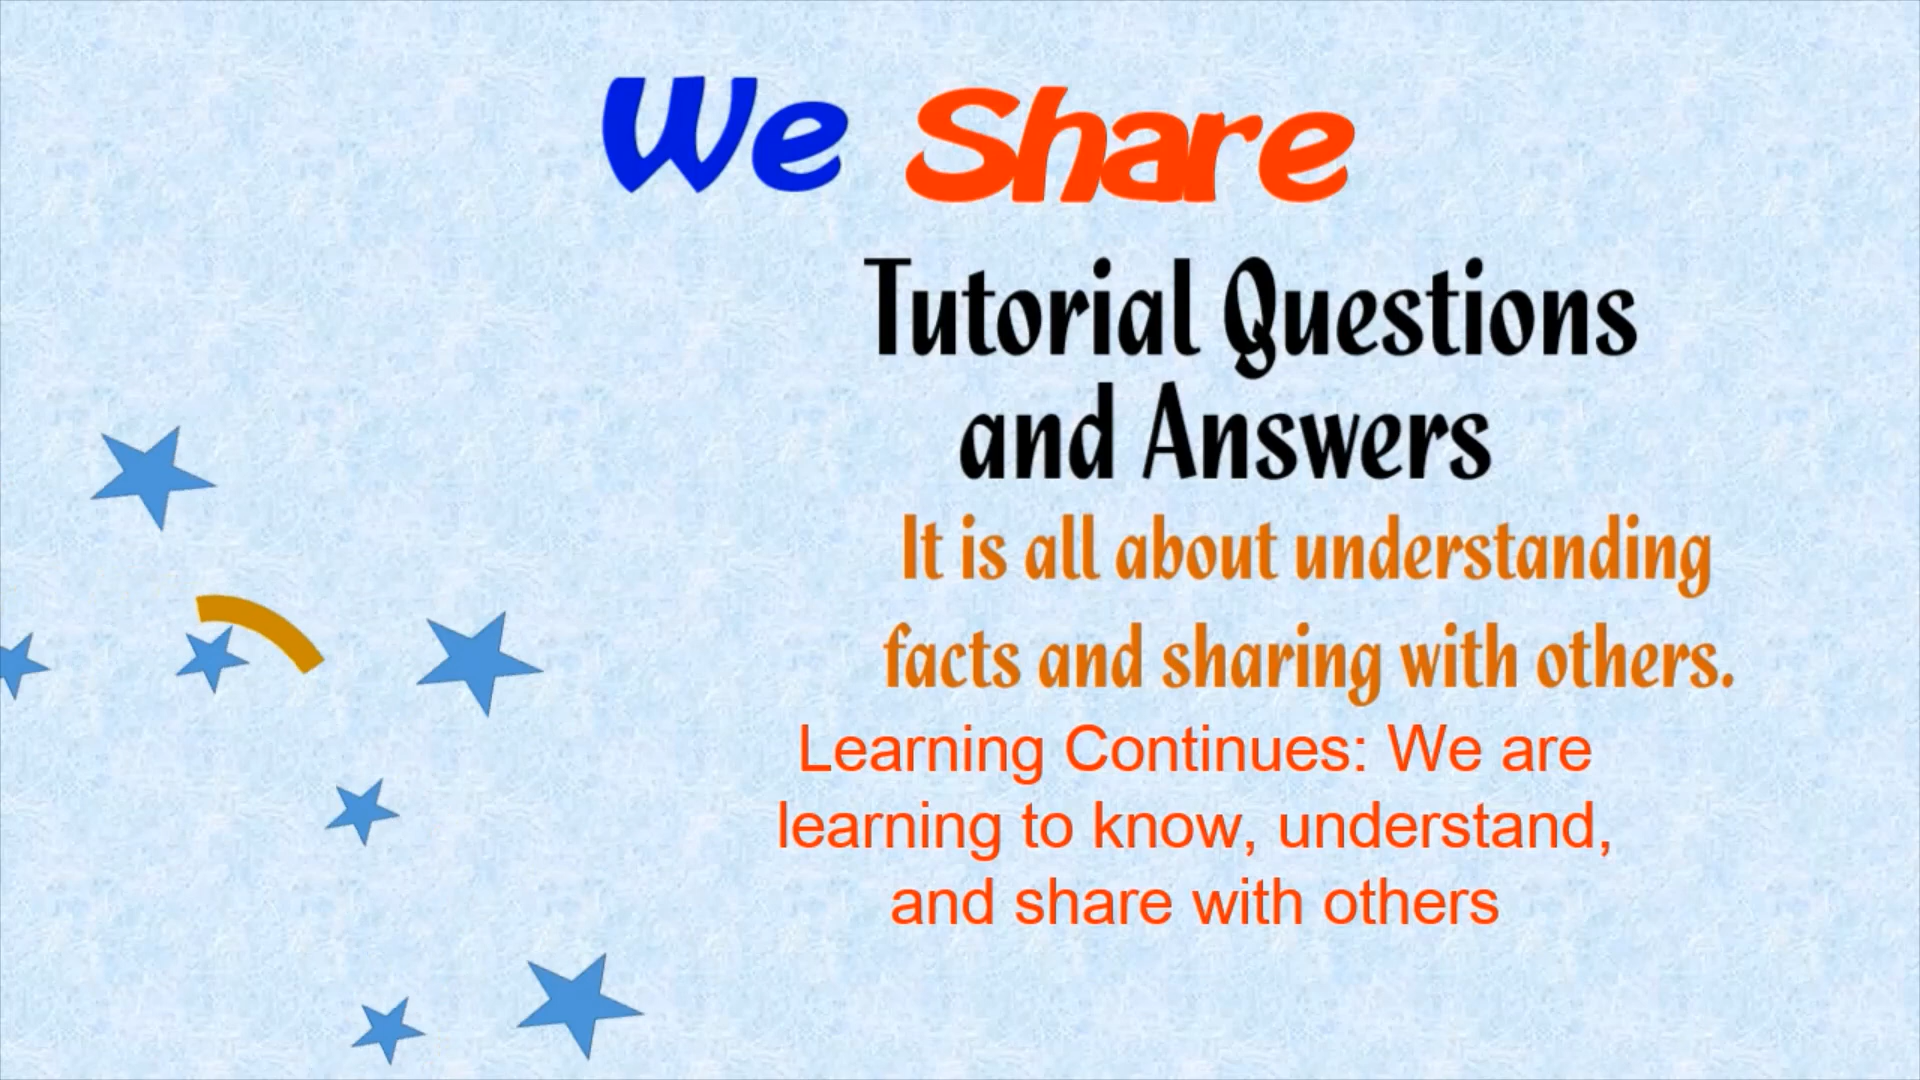 We Share
Tutorial Questions
and Answers
It is all about understanding
facts and sharing with others.
Learning Continues: We are
learning to know, understand,
and share with others